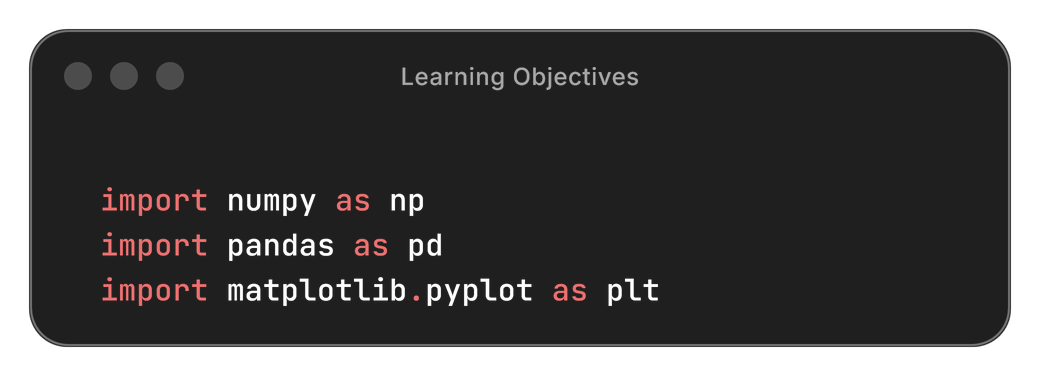 Learning Objectives
import numpy as np
import pandas as pd
import matplotlib.pyplot as plt